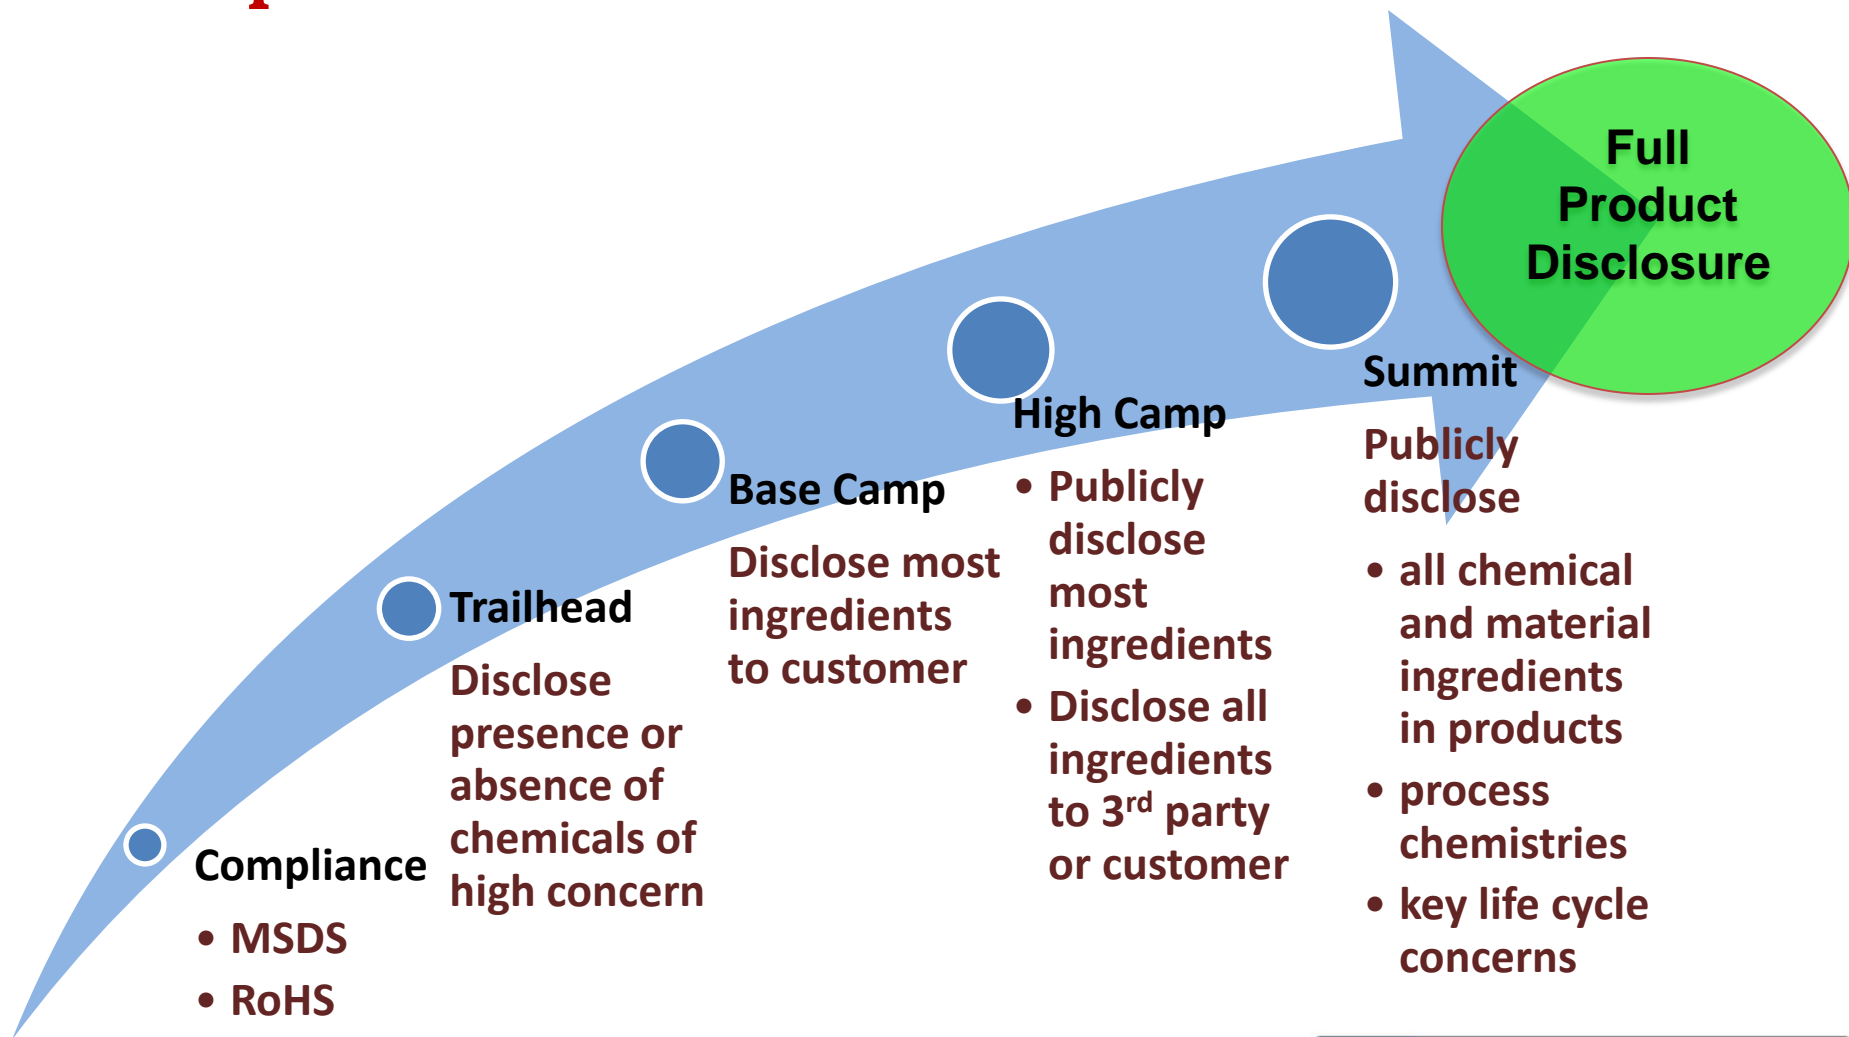 Full
Product
Disclosure
Summit
Publicly
disclose
• all chemical
and material
ingredients
in products
• process
chemistries
• key life cycle
concerns
High Camp
• Publicly
disclose
most
ingredients
• Disclose all
ingredients
to 3rd party
or customer
Base Camp
Disclose most
ingredients
to customer
Trailhead
Disclose
presence or
absence of
chemicals of
high concern
Compliance
• MSDS
• RoHS